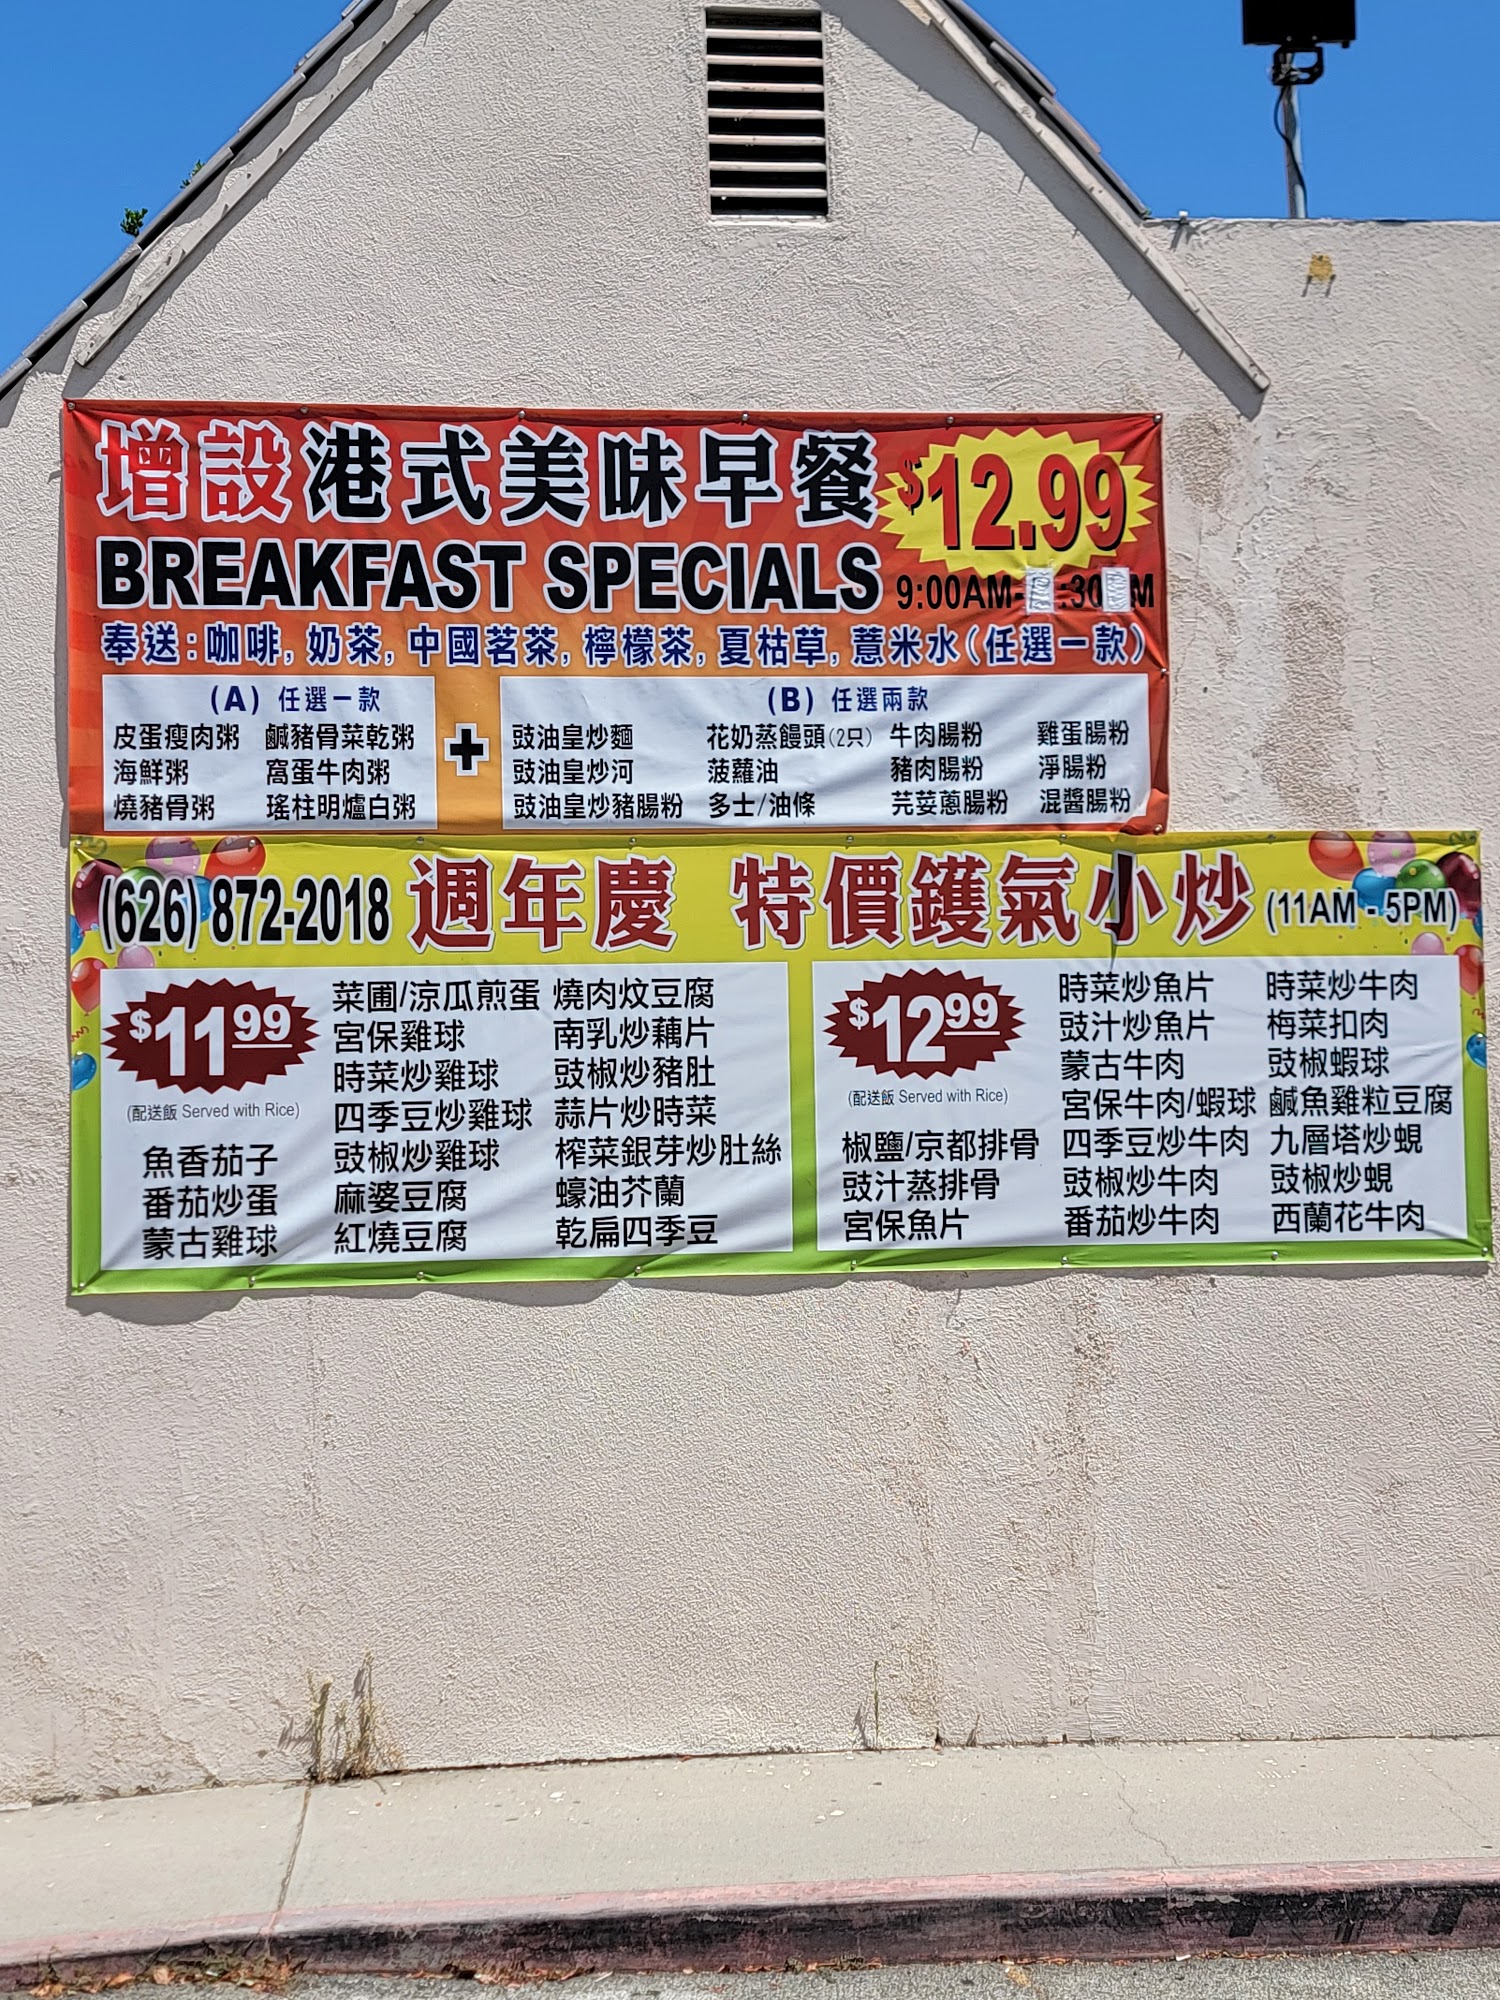 增設港式美味早餐 $12.99
BREAKFAST SPECIALS 9:00AM- :30 M
奉送:咖啡, 奶茶, 中國茗茶, 檸檬茶, 夏枯草, 薏米水(任選一款)
(A) 任選一款
皮蛋瘦肉粥 鹹豬骨菜乾粥
海鮮粥 窩蛋牛肉粥
燒豬骨粥 瑤柱明爐白粥
+
(B) 任選兩款
豉油皇炒麵 花奶蒸饅頭(2只) 牛肉腸粉 雞蛋腸粉
豉油皇炒河 菠蘿油 豬肉腸粉 淨腸粉
豉油皇炒豬腸粉 多士/油條 芫荽蔥腸粉 混醬腸粉
(626) 872-2018 週年慶 特價鑊氣小炒 (11AM - 5PM)
$11.99
(配送飯 Served with Rice)
魚香茄子
番茄炒蛋
蒙古雞球
菜圃/涼瓜煎蛋
宮保雞球
時菜炒雞球
四季豆炒雞球
豉椒炒雞球
麻婆豆腐
紅燒豆腐
燒肉炆豆腐
南乳炒藕片
豉椒炒豬肚
蒜片炒時菜
榨菜銀芽炒肚絲
蠔油芥蘭
乾扁四季豆
$12.99
(配送飯 Served with Rice)
椒鹽/京都排骨
豉汁蒸排骨
宮保魚片
時菜炒魚片
豉汁炒魚片
蒙古牛肉
宮保牛肉/蝦球
四季豆炒牛肉
豉椒炒牛肉
番茄炒牛肉
時菜炒牛肉
梅菜扣肉
豉椒蝦球
鹹魚雞粒豆腐
九層塔炒蜆
豉椒炒蜆
西蘭花牛肉